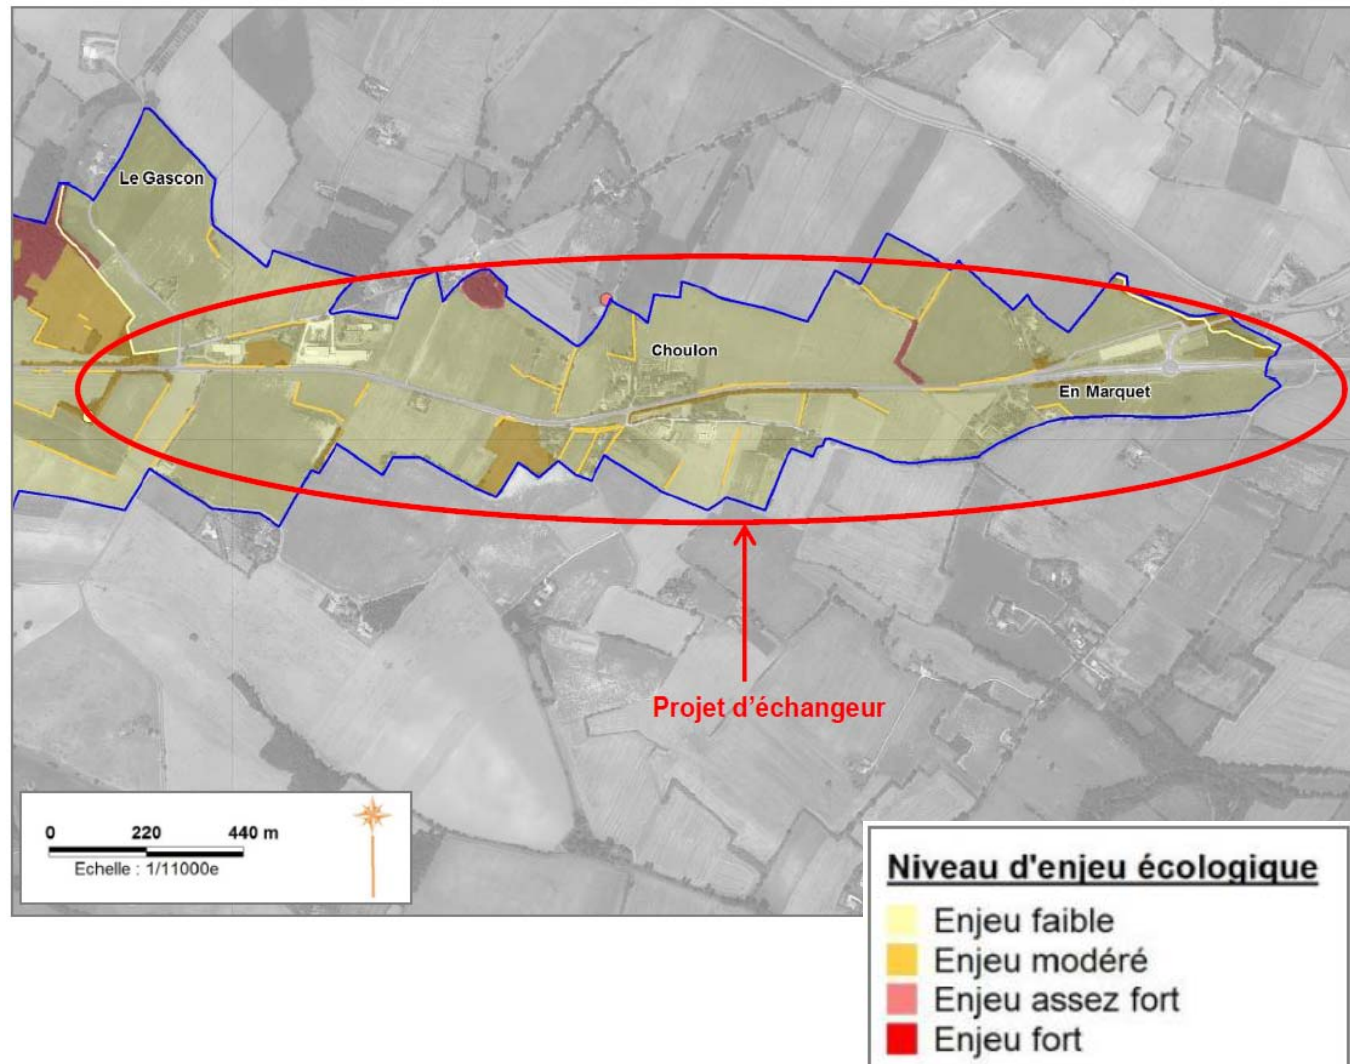 Le Gascon
Choulon
En Marquet
Projet d'échangeur
0 220 440 m
Echelle : 1/11000e
Niveau d'enjeu écologique
Enjeu faible
Enjeu modéré
Enjeu assez fort
Enjeu fort